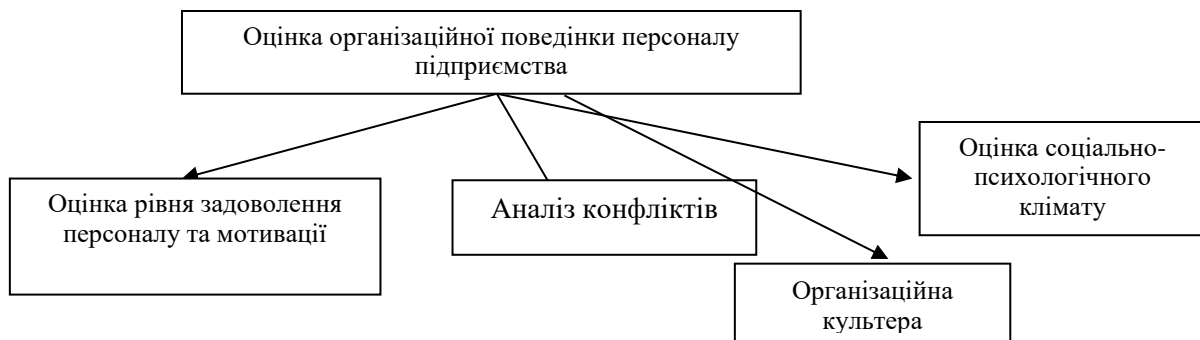 Оцінка організаційної поведінки персоналу
підприємства
Оцінка рівня задоволення
персоналу та мотивації
Аналіз конфліктів
Оцінка соціально-
психологічного
клімату
Організаційна
культера